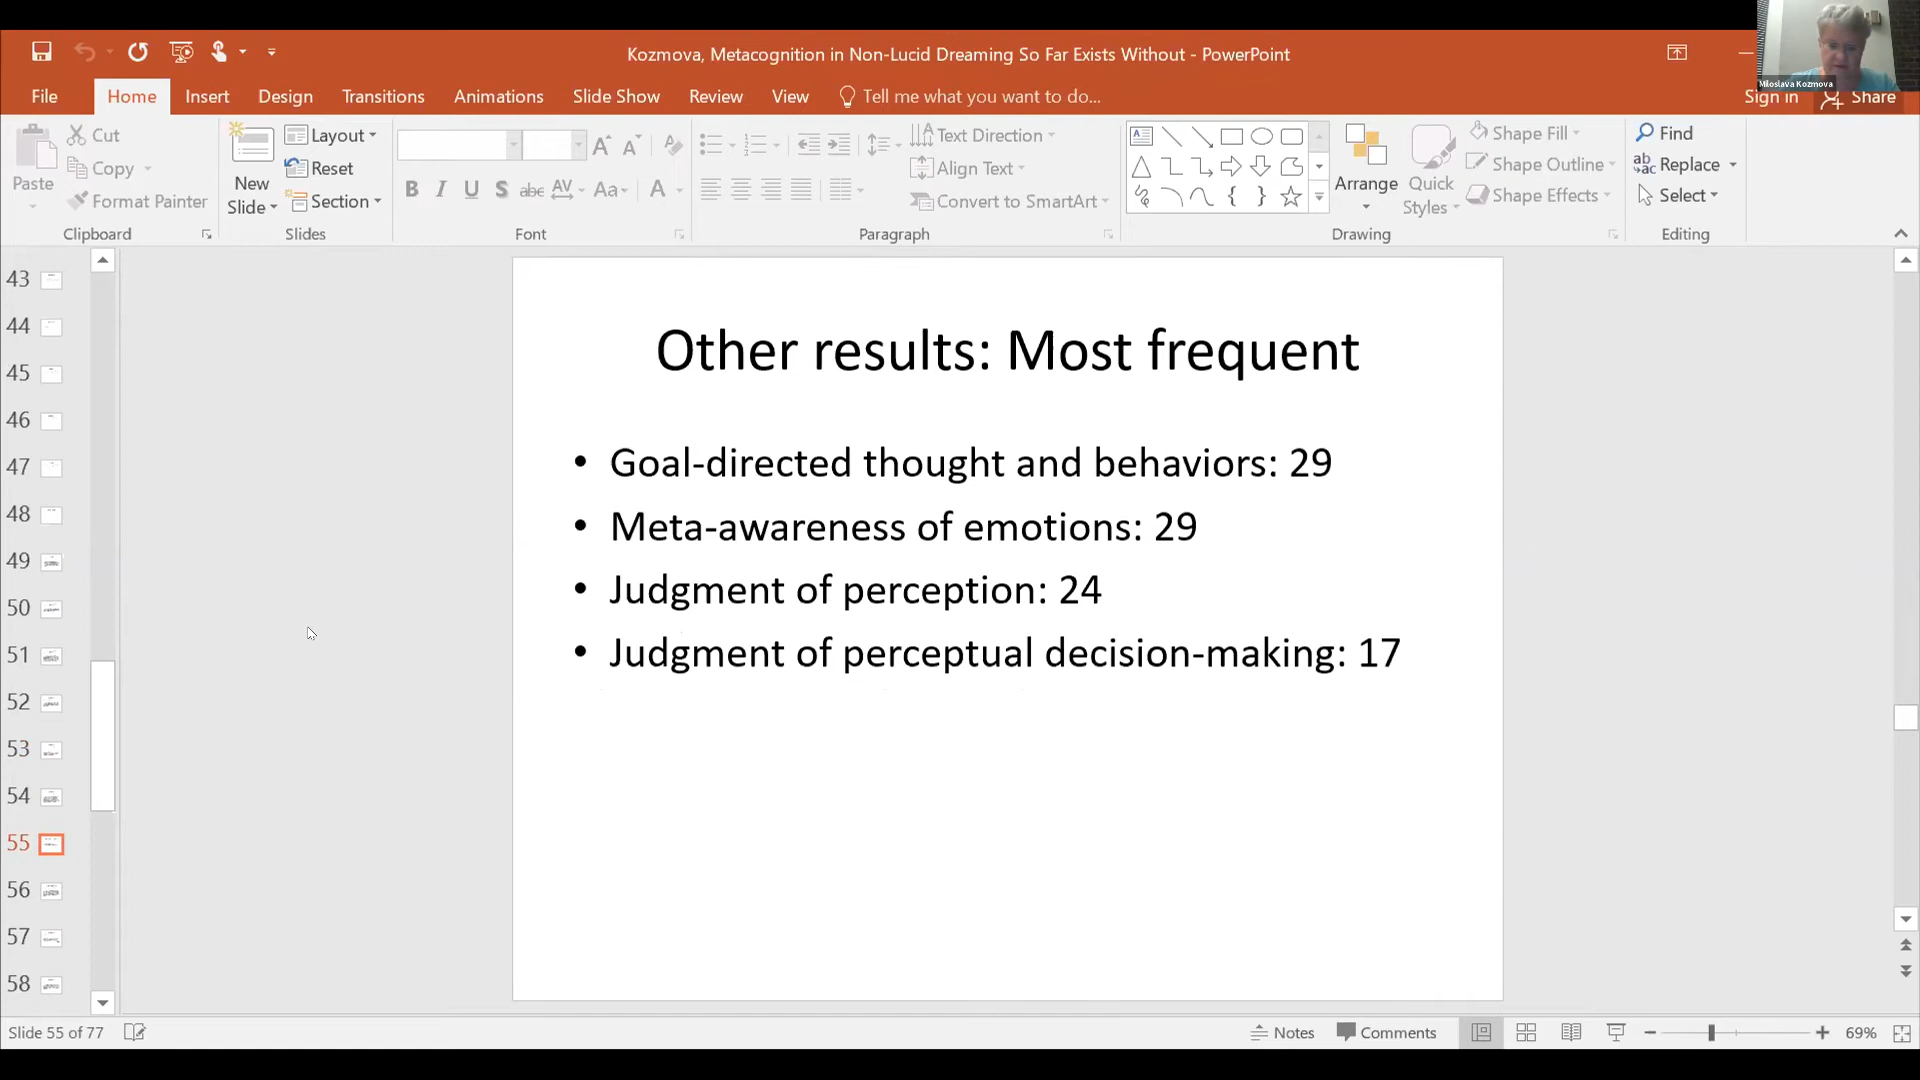 Kozmova, Metacognition in Non-Lucid Dreaming So Far Exists Without - PowerPoint
Miloslava Kozmova
File Home Insert Design Transitions Animations Slide Show Review View Tell me what you want to do... Sign in Share
Paste
Cut
Copy
Format Painter
Clipboard
New Slide
Layout
Reset
Section
Slides
B I U S abc AV Aa A
Font
Text Direction
Align Text
Convert to SmartArt
Paragraph
Arrange
Quick Styles
Shape Fill
Shape Outline
Shape Effects
Drawing
Find
Replace
Select
Editing
43
44
45
46
47
48
49
50
51
52
53
54
55
56
57
58
Other results: Most frequent
• Goal-directed thought and behaviors: 29
• Meta-awareness of emotions: 29
• Judgment of perception: 24
• Judgment of perceptual decision-making: 17
Slide 55 of 77
Notes Comments 69%